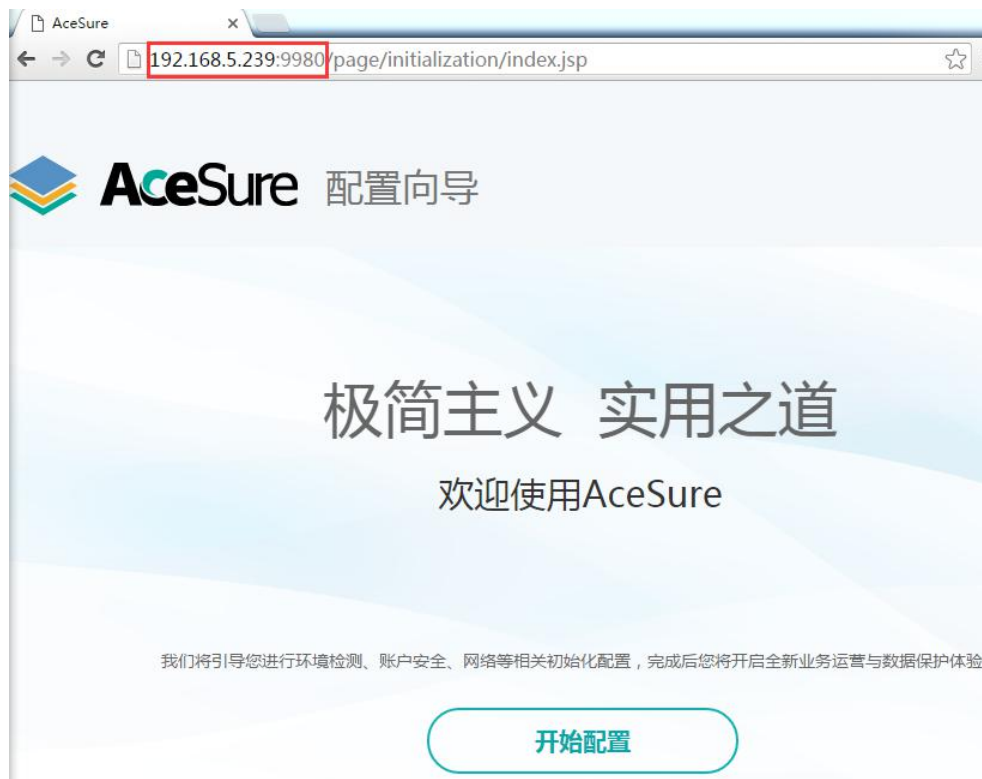 AceSure
192.168.5.239:9980/page/initialization/index.jsp
AceSure 配置向导
极简主义 实用之道
欢迎使用AceSure
我们将引导您进行环境检测、账户安全、网络等相关初始化配置，完成后您将开启全新业务运营与数据保护体验
开始配置